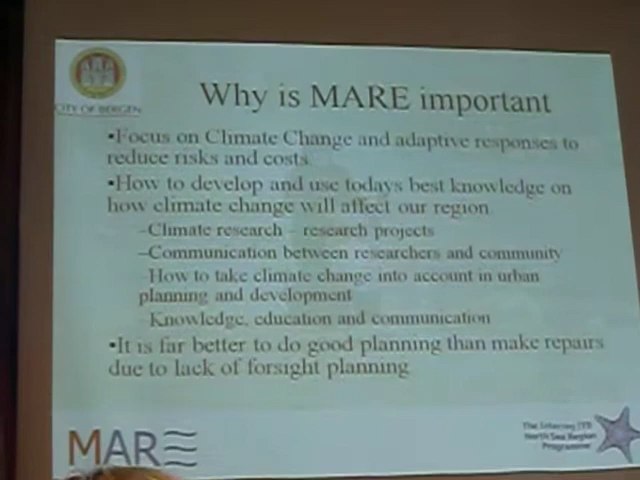 CITY OF BERGEN
Why is MARE important
•Focus on Climate Change and adaptive responses to
reduce risks and costs
•How to develop and use todays best knowledge on
how climate change will affect our region
–Climate research – research projects
–Communication between researchers and community
–How to take climate change into account in urban
planning and development
–Knowledge, education and communication
•It is far better to do good planning than make repairs
due to lack of forsight planning
MARE
The Interreg IVB
North Sea Region
Programme